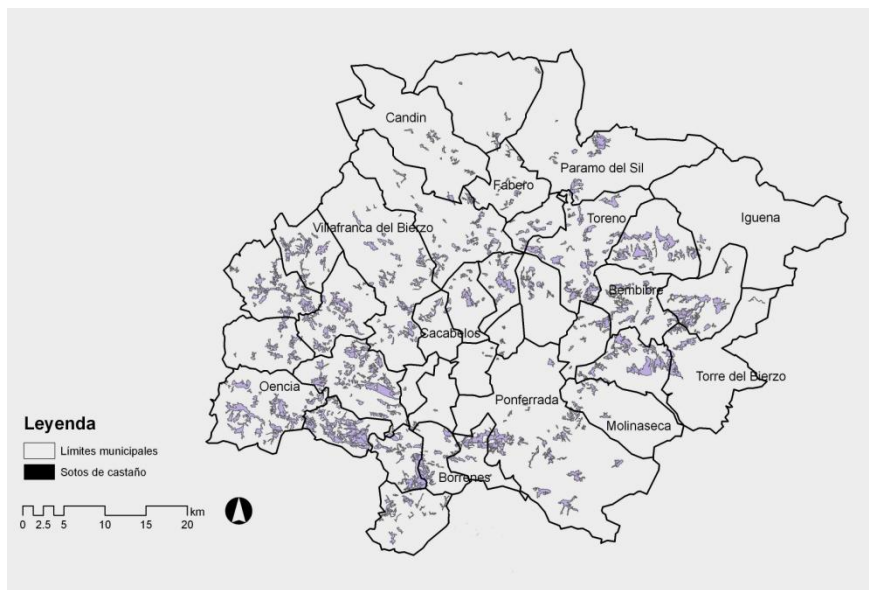 Candin
Fabero
Paramo del Sil
Villafranca del Bierzo
Toreno
Iguena
Bembibre
Cacabelos
Oencia
Ponferrada
Torre del Bierzo
Molinaseca
Borrenes
Leyenda
Límites municipales
Sotos de castaño
0 2.5 5 10 15 20 km